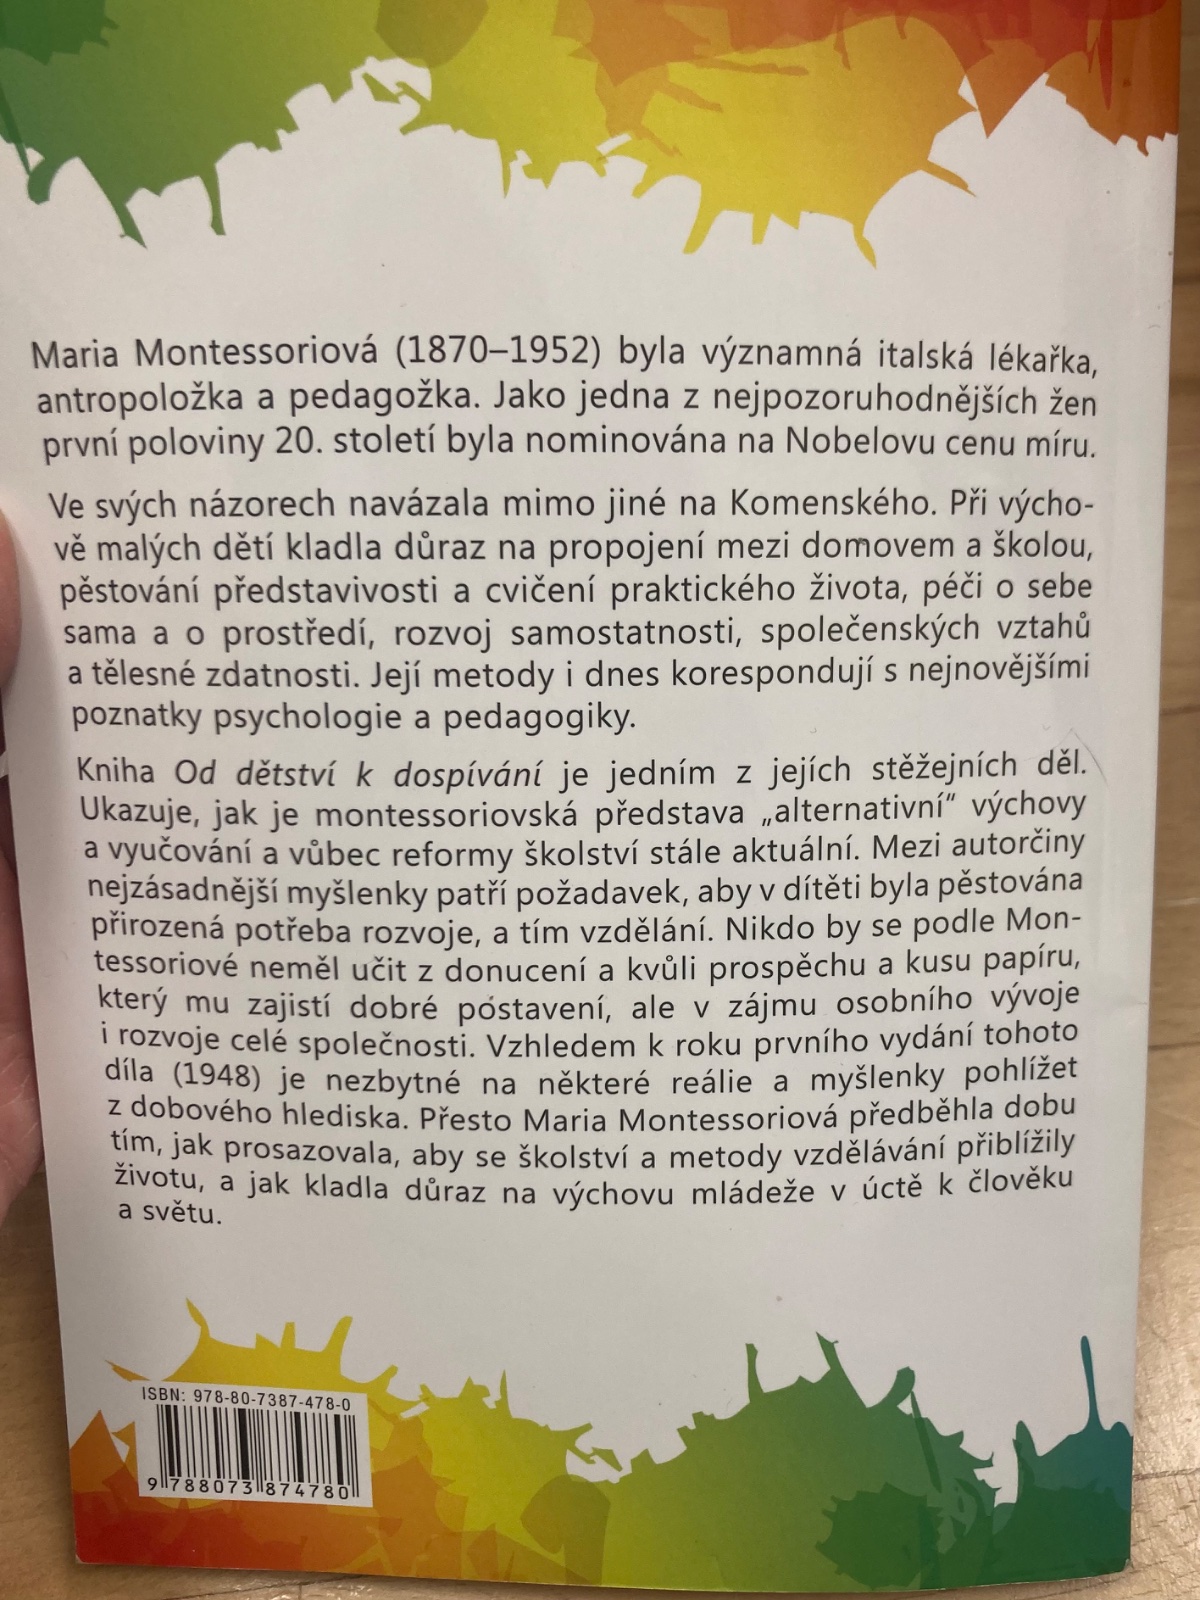 Maria Montessoriová (1870–1952) byla významná italská lékařka,
antropoložka a pedagožka. Jako jedna z nejpozoruhodnějších žen
první poloviny 20. století byla nominována na Nobelovu cenu míru.
Ve svých názorech navázala mimo jiné na Komenského. Při výcho-
vě malých dětí kladla důraz na propojení mezi domovem a školou,
pěstování představivosti a cvičení praktického života, péči o sebe
sama a o prostředí, rozvoj samostatnosti, společenských vztahů
a tělesné zdatnosti. Její metody i dnes korespondují s nejnovějšími
poznatky psychologie a pedagogiky.
Kniha Od dětství k dospívání je jedním z jejích stěžejních děl.
Ukazuje, jak je montessoriovská představa „alternativní“ výchovy
a vyučování a vůbec reformy školství stále aktuální. Mezi autorčiny
nejzásadnější myšlenky patří požadavek, aby v dítěti byla pěstována
přirozená potřeba rozvoje, a tím vzdělání. Nikdo by se podle Mon-
tessoriové neměl učit z donucení a kvůli prospěchu a kusu papíru,
který mu zajistí dobré postavení, ale v zájmu osobního vývoje
i rozvoje celé společnosti. Vzhledem k roku prvního vydání tohoto
díla (1948) je nezbytné na některé reálie a myšlenky pohlížet
z dobového hlediska. Přesto Maria Montessoriová předběhla dobu
tím, jak prosazovala, aby se školství a metody vzdělávání přiblížily
životu, a jak kladla důraz na výchovu mládeže v úctě k člověku
a světu.
ISBN: 978-80-7387-478-0
9 788073 874780